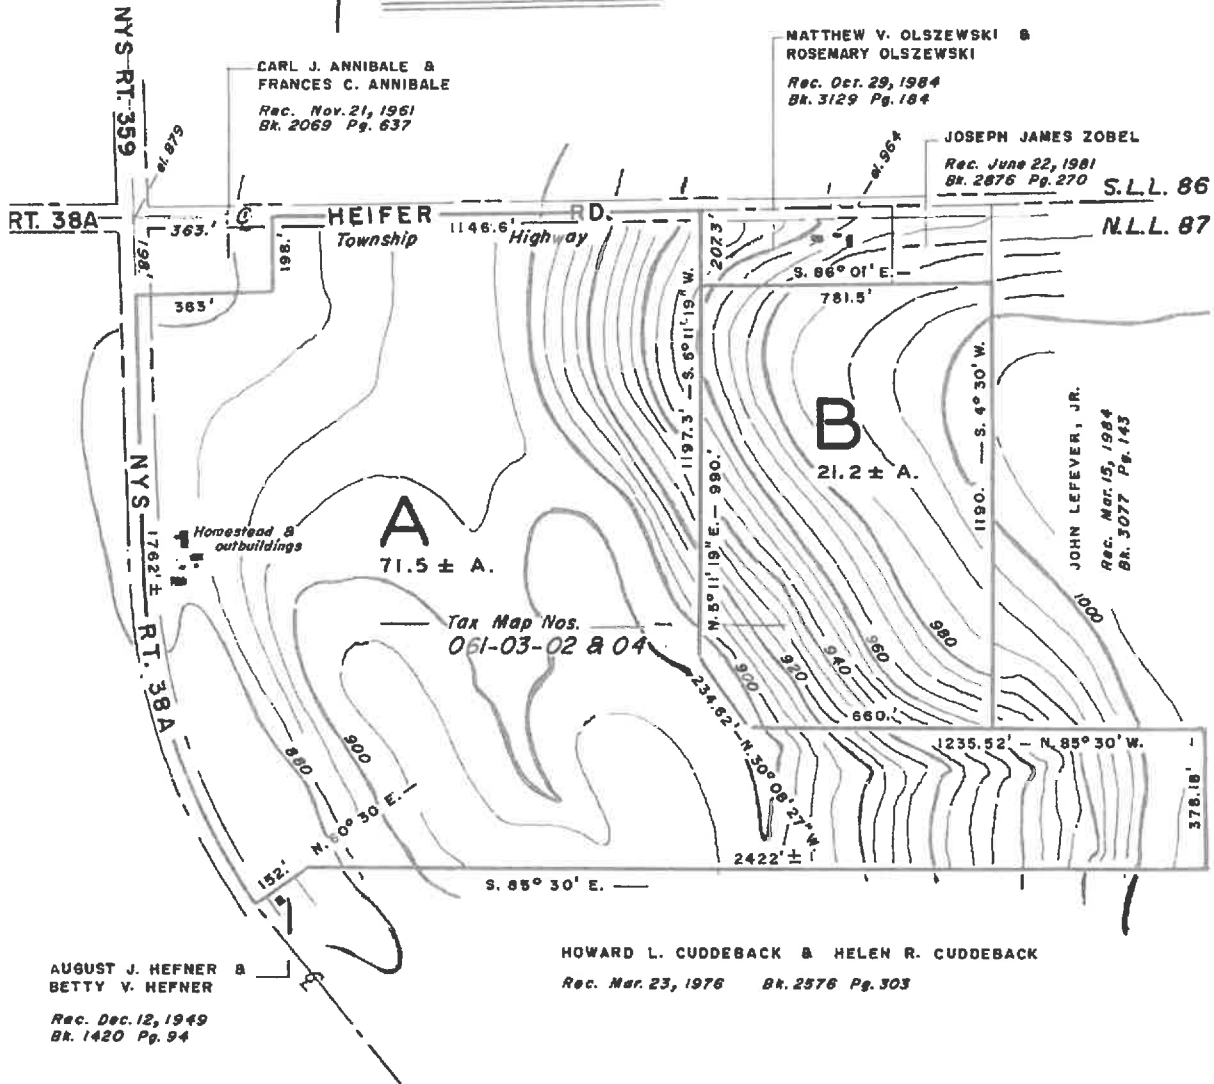 NYS RT. 359
el. 879
CARL J. ANNIBALE &
FRANCES C. ANNIBALE
Rec. Nov. 21, 1961
Bk. 2069 Pg. 637
MATTHEW V. OLSZEWSKI &
ROSEMARY OLSZEWSKI
Rec. Oct. 29, 1984
Bk. 3129 Pg. 184
el. 964
JOSEPH JAMES ZOBEL
Rec. June 22, 1981
Bk. 2876 Pg. 270
S.L.L. 86
N.L.L. 87
RT. 38A
HEIFER RD.
Township Highway
1146.6'
363.'
198.'
198.'
363'
207.3'
S. 86° 01' E.
781.5'
1197.3' — S. 5° 11' 19" W.
N. 5° 11' 19" E. — 990.'
B
21.2 ± A.
1190. — S. 4° 30' W.
JOHN LEFEVER, JR.
Rec. Mar. 15, 1984
Bk. 3077 Pg. 143
A
71.5 ± A.
NYS RT. 38A
1762' ±
Homestead &
outbuildings
Tax Map Nos.
061-03-02 & 04
1000
980
960
940
920
900
234.62' — N. 30° 08' 27" W.
660.'
1235.52' — N. 85° 30' W.
378.18'
880
900
N. 60° 30 E.
152.'
2422' ±
S. 85° 30' E.
AUGUST J. HEFNER &
BETTY V. HEFNER
Rec. Dec. 12, 1949
Bk. 1420 Pg. 94
HOWARD L. CUDDEBACK & HELEN R. CUDDEBACK
Rec. Mar. 23, 1976 Bk. 2576 Pg. 303